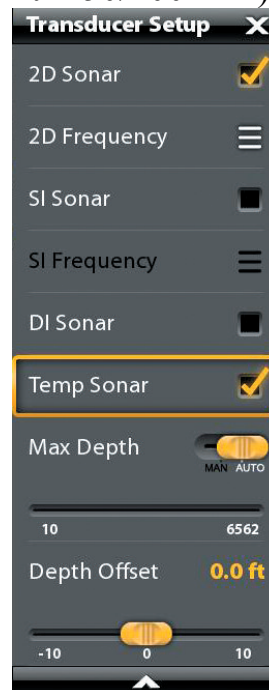 Transducer Setup X
2D Sonar
2D Frequency
SI Sonar
SI Frequency
DI Sonar
Temp Sonar
Max Depth
MAN AUTO
10 6562
Depth Offset 0.0 ft
-10 0 10